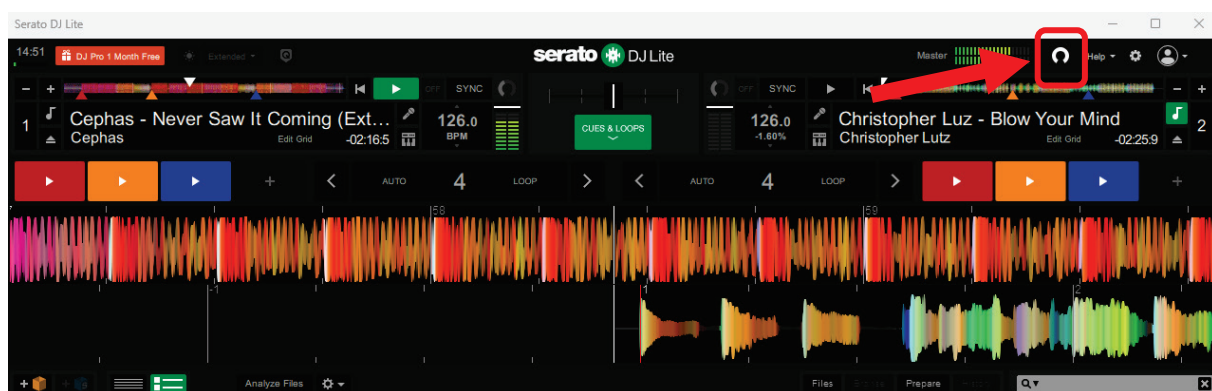 Serato DJ Lite
14:51 DJ Pro 1 Month Free Extended serato DJ Lite Master Help
OFF SYNC OFF SYNC
1 Cephas - Never Saw It Coming (Ext... 126.0 CUES & LOOPS 126.0 Christopher Luz - Blow Your Mind 2
Cephas Edit Grid -02:16:5 BPM -1.60% Christopher Lutz Edit Grid -02:25:9
AUTO 4 LOOP AUTO 4 LOOP
58 59
-1 1 2
Analyze Files Files Prepare